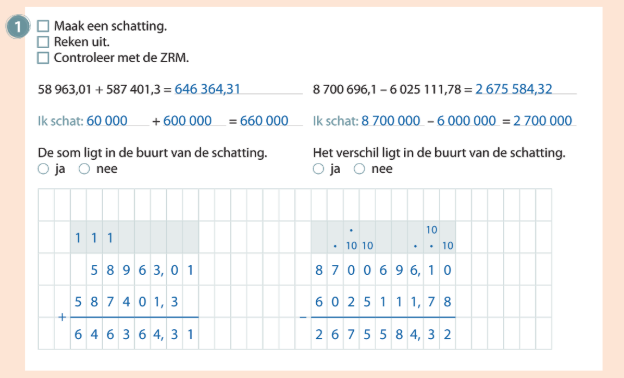 1
Maak een schatting.
Reken uit.
Controleer met de ZRM.
58 963,01 + 587 401,3 = 646 364,31
8 700 696,1 – 6 025 111,78 = 2 675 584,32
Ik schat: 60 000 + 600 000 = 660 000
Ik schat: 8 700 000 – 6 000 000 = 2 700 000
De som ligt in de buurt van de schatting.
ja nee
Het verschil ligt in de buurt van de schatting.
ja nee
1 1 1
5 8 9 6 3, 0 1
5 8 7 4 0 1, 3
+
6 4 6 3 6 4, 3 1
• 10
• 10 10 • • 10
8 7 0 0 6 9 6, 1 0
6 0 2 5 1 1 1, 7 8
–
2 6 7 5 5 8 4, 3 2